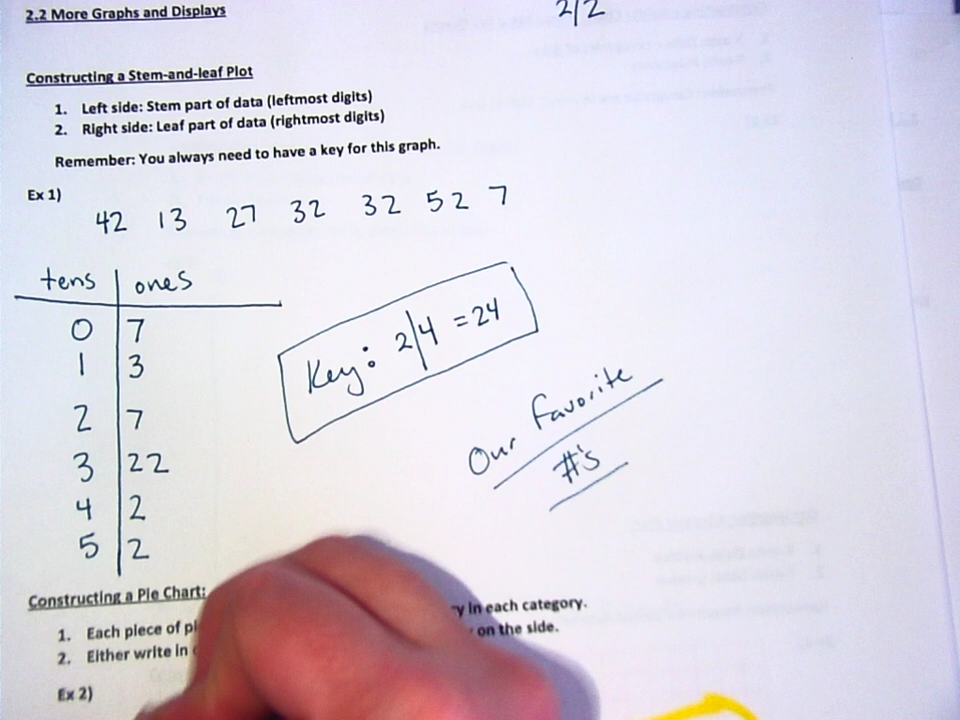 2.2 More Graphs and Displays
2/2
Constructing a Stem-and-leaf Plot
1. Left side: Stem part of data (leftmost digits)
2. Right side: Leaf part of data (rightmost digits)
Remember: You always need to have a key for this graph.
Ex 1)
42 13 27 32 32 52 7
tens | ones
0 | 7
1 | 3
2 | 7
3 | 22
4 | 2
5 | 2
Key: 2|4 = 24
Our Favorite
#'s
Constructing a Pie Chart:
1. Each piece of in each category.
2. Either write in on the side.
Ex 2)